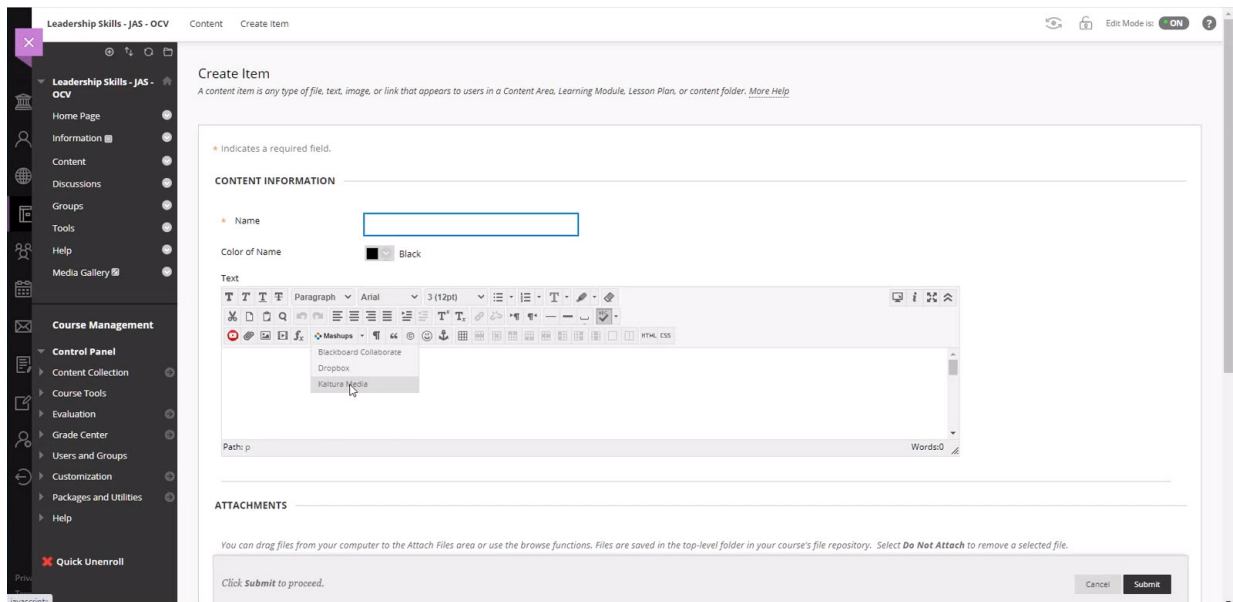 Leadership Skills - JAS - OCV
Content
Create Item
Edit Mode is:
ON
?
Leadership Skills - JAS -
OCV
Home Page
Information
Content
Discussions
Groups
Tools
Help
Media Gallery
Course Management
Control Panel
Content Collection
Course Tools
Evaluation
Grade Center
Users and Groups
Customization
Packages and Utilities
Help
Quick Unenroll
Create Item
A content item is any type of file, text, image, or link that appears to users in a Content Area, Learning Module, Lesson Plan, or content folder. More Help
* Indicates a required field.
CONTENT INFORMATION
* Name
Color of Name
Black
Text
T T T T Paragraph Arial 3 (12pt) T
Mashups HTML CSS
Blackboard Collaborate
Dropbox
Kaltura Media
Path: p
Words:0
ATTACHMENTS
You can drag files from your computer to the Attach Files area or use the browse functions. Files are saved in the top-level folder in your course's file repository. Select Do Not Attach to remove a selected file.
Click Submit to proceed.
Cancel
Submit